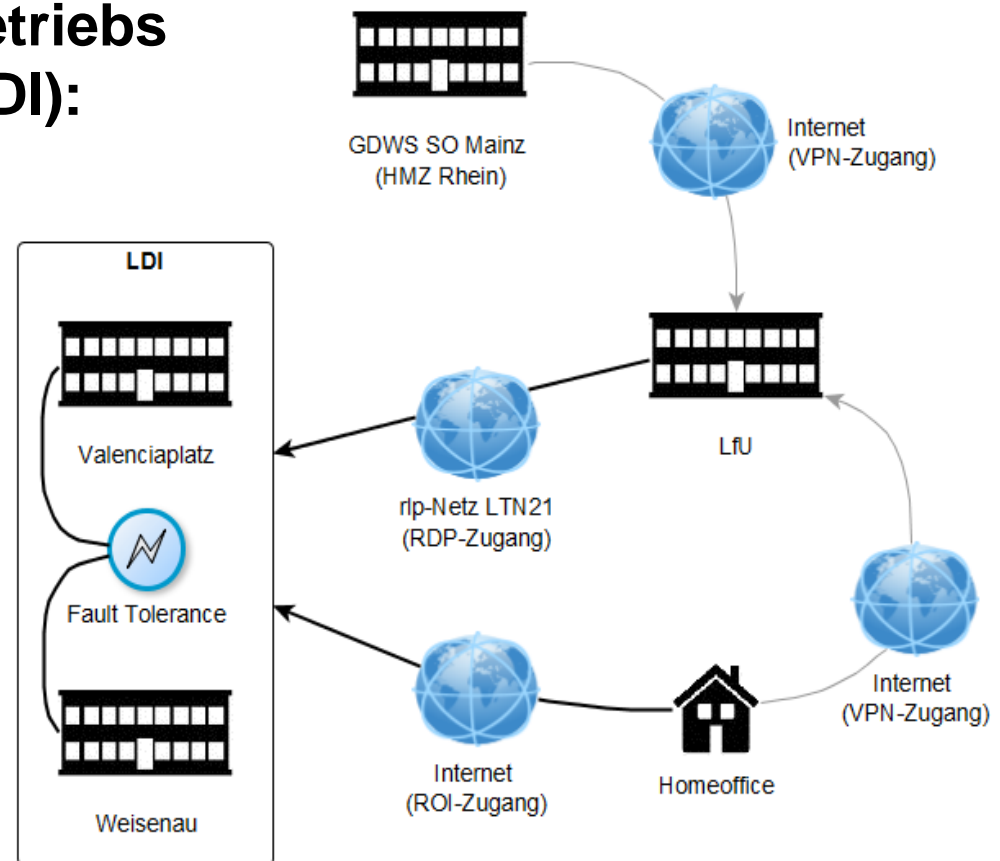 etriebs
DI):
GDWS SO Mainz
(HMZ Rhein)
Internet
(VPN-Zugang)
LDI
Valenciaplatz
Fault Tolerance
Weisenau
rlp-Netz LTN21
(RDP-Zugang)
LfU
Internet
(ROI-Zugang)
Homeoffice
Internet
(VPN-Zugang)